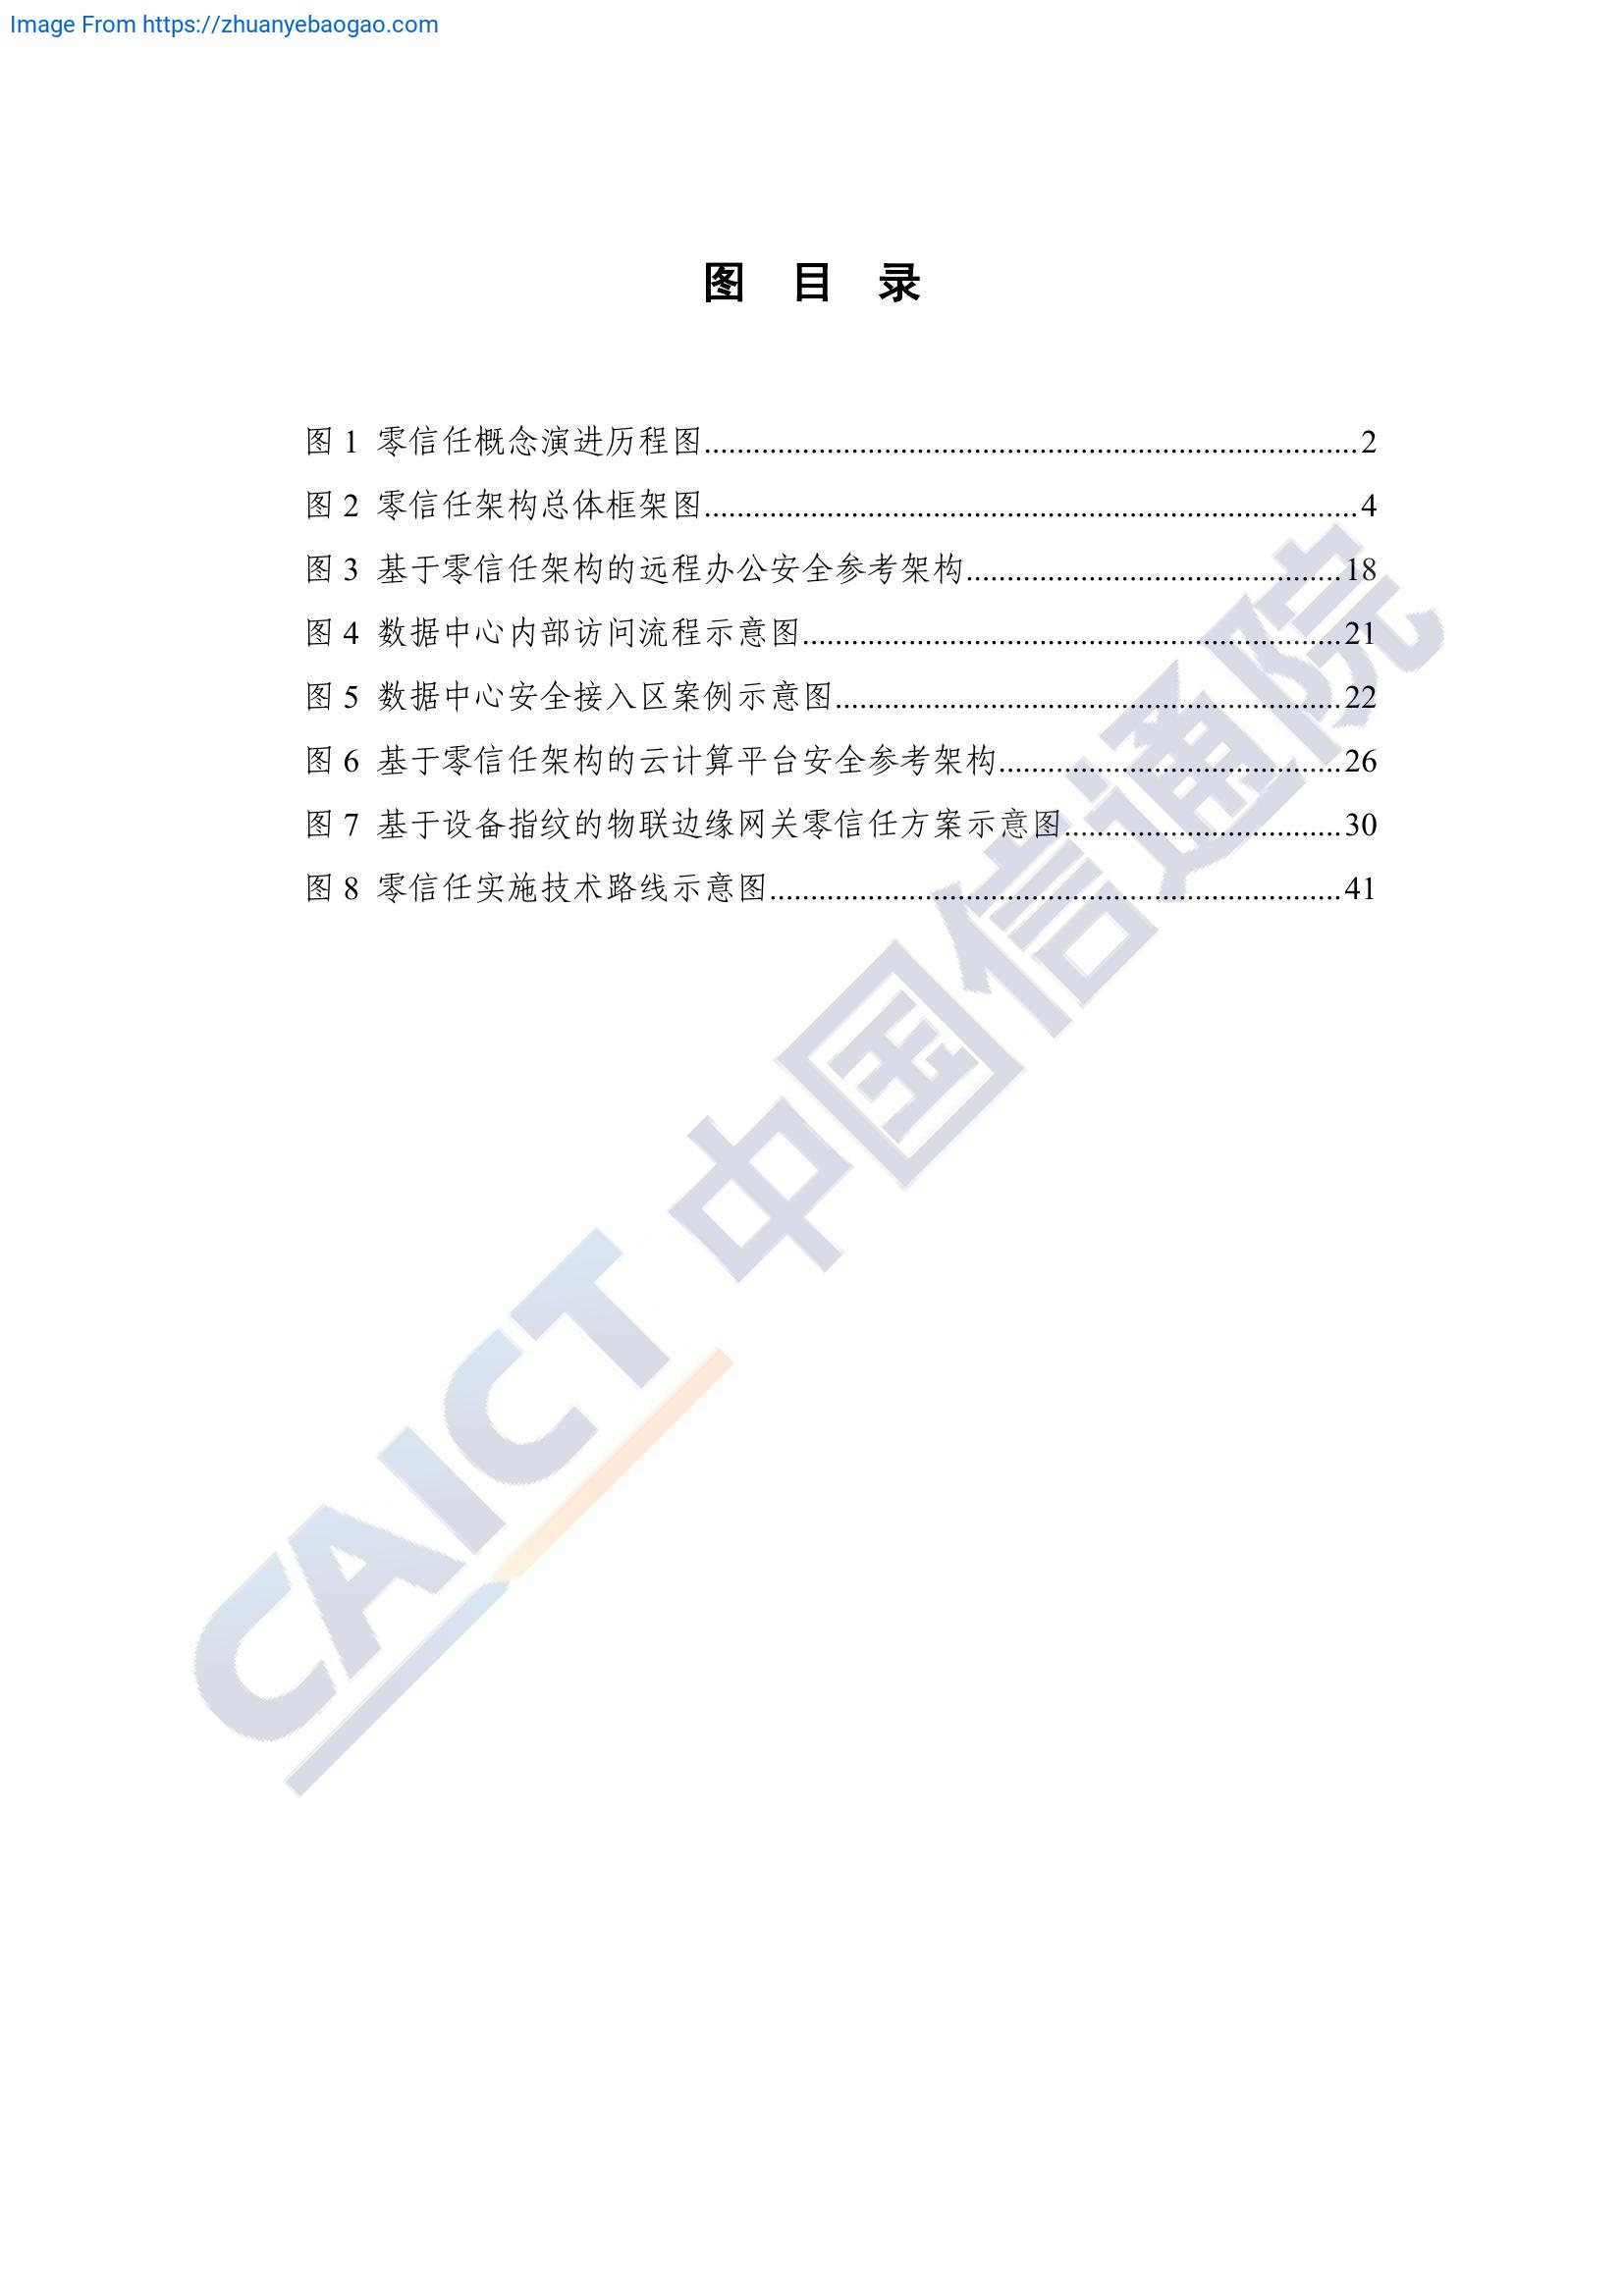 Image From https://zhuanyebaogao.com
图 目 录
图 1 零信任概念演进历程图................................................................................2
图 2 零信任架构总体框架图................................................................................4
图 3 基于零信任架构的远程办公安全参考架构..............................................18
图 4 数据中心内部访问流程示意图..................................................................21
图 5 数据中心安全接入区案例示意图..............................................................22
图 6 基于零信任架构的云计算平台安全参考架构..........................................26
图 7 基于设备指纹的物联边缘网关零信任方案示意图..................................30
图 8 零信任实施技术路线示意图......................................................................41
CAICT 中国信通院